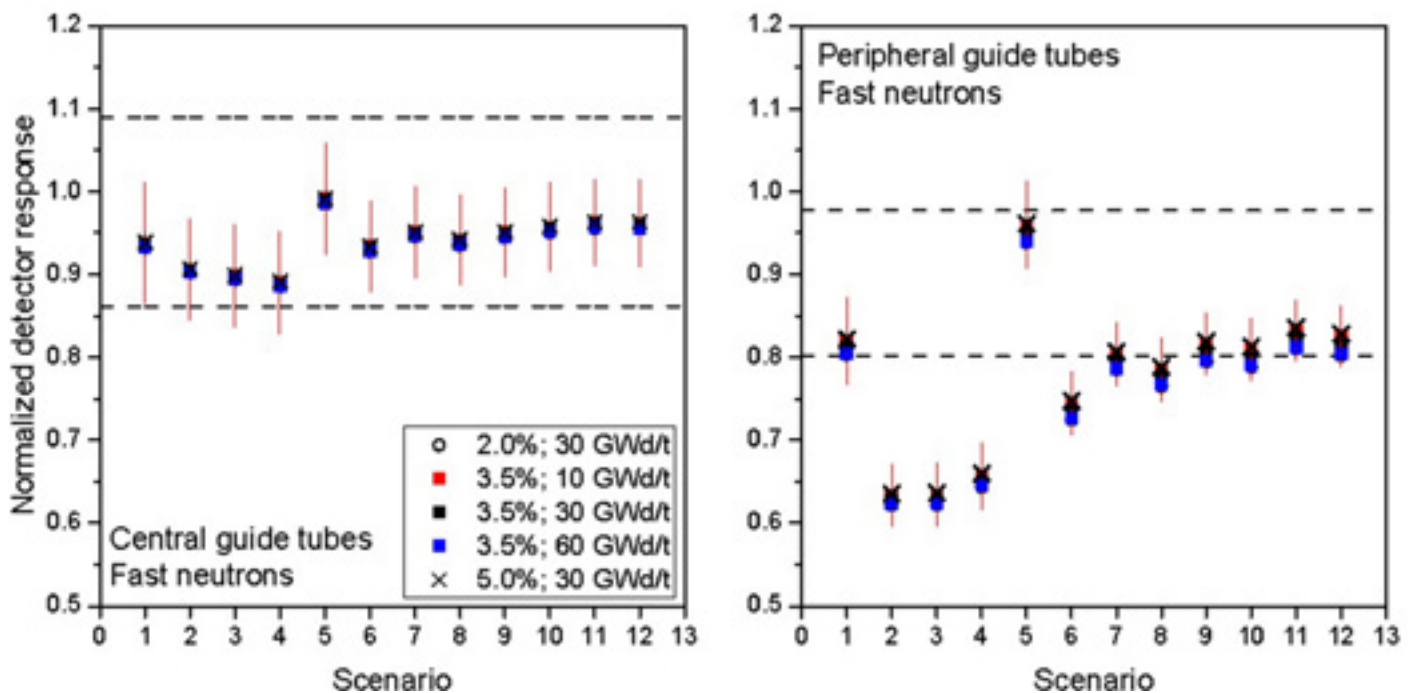 1.2
1.1
1.0
0.9
0.8
0.7
0.6
0.5
Normalized detector response
2.0%; 30 GWd/t
3.5%; 10 GWd/t
3.5%; 30 GWd/t
3.5%; 60 GWd/t
5.0%; 30 GWd/t
Central guide tubes
Fast neutrons
0 1 2 3 4 5 6 7 8 9 10 11 12 13
Scenario
Peripheral guide tubes
Fast neutrons
1.2
1.1
1.0
0.9
0.8
0.7
0.6
0.5
0 1 2 3 4 5 6 7 8 9 10 11 12 13
Scenario